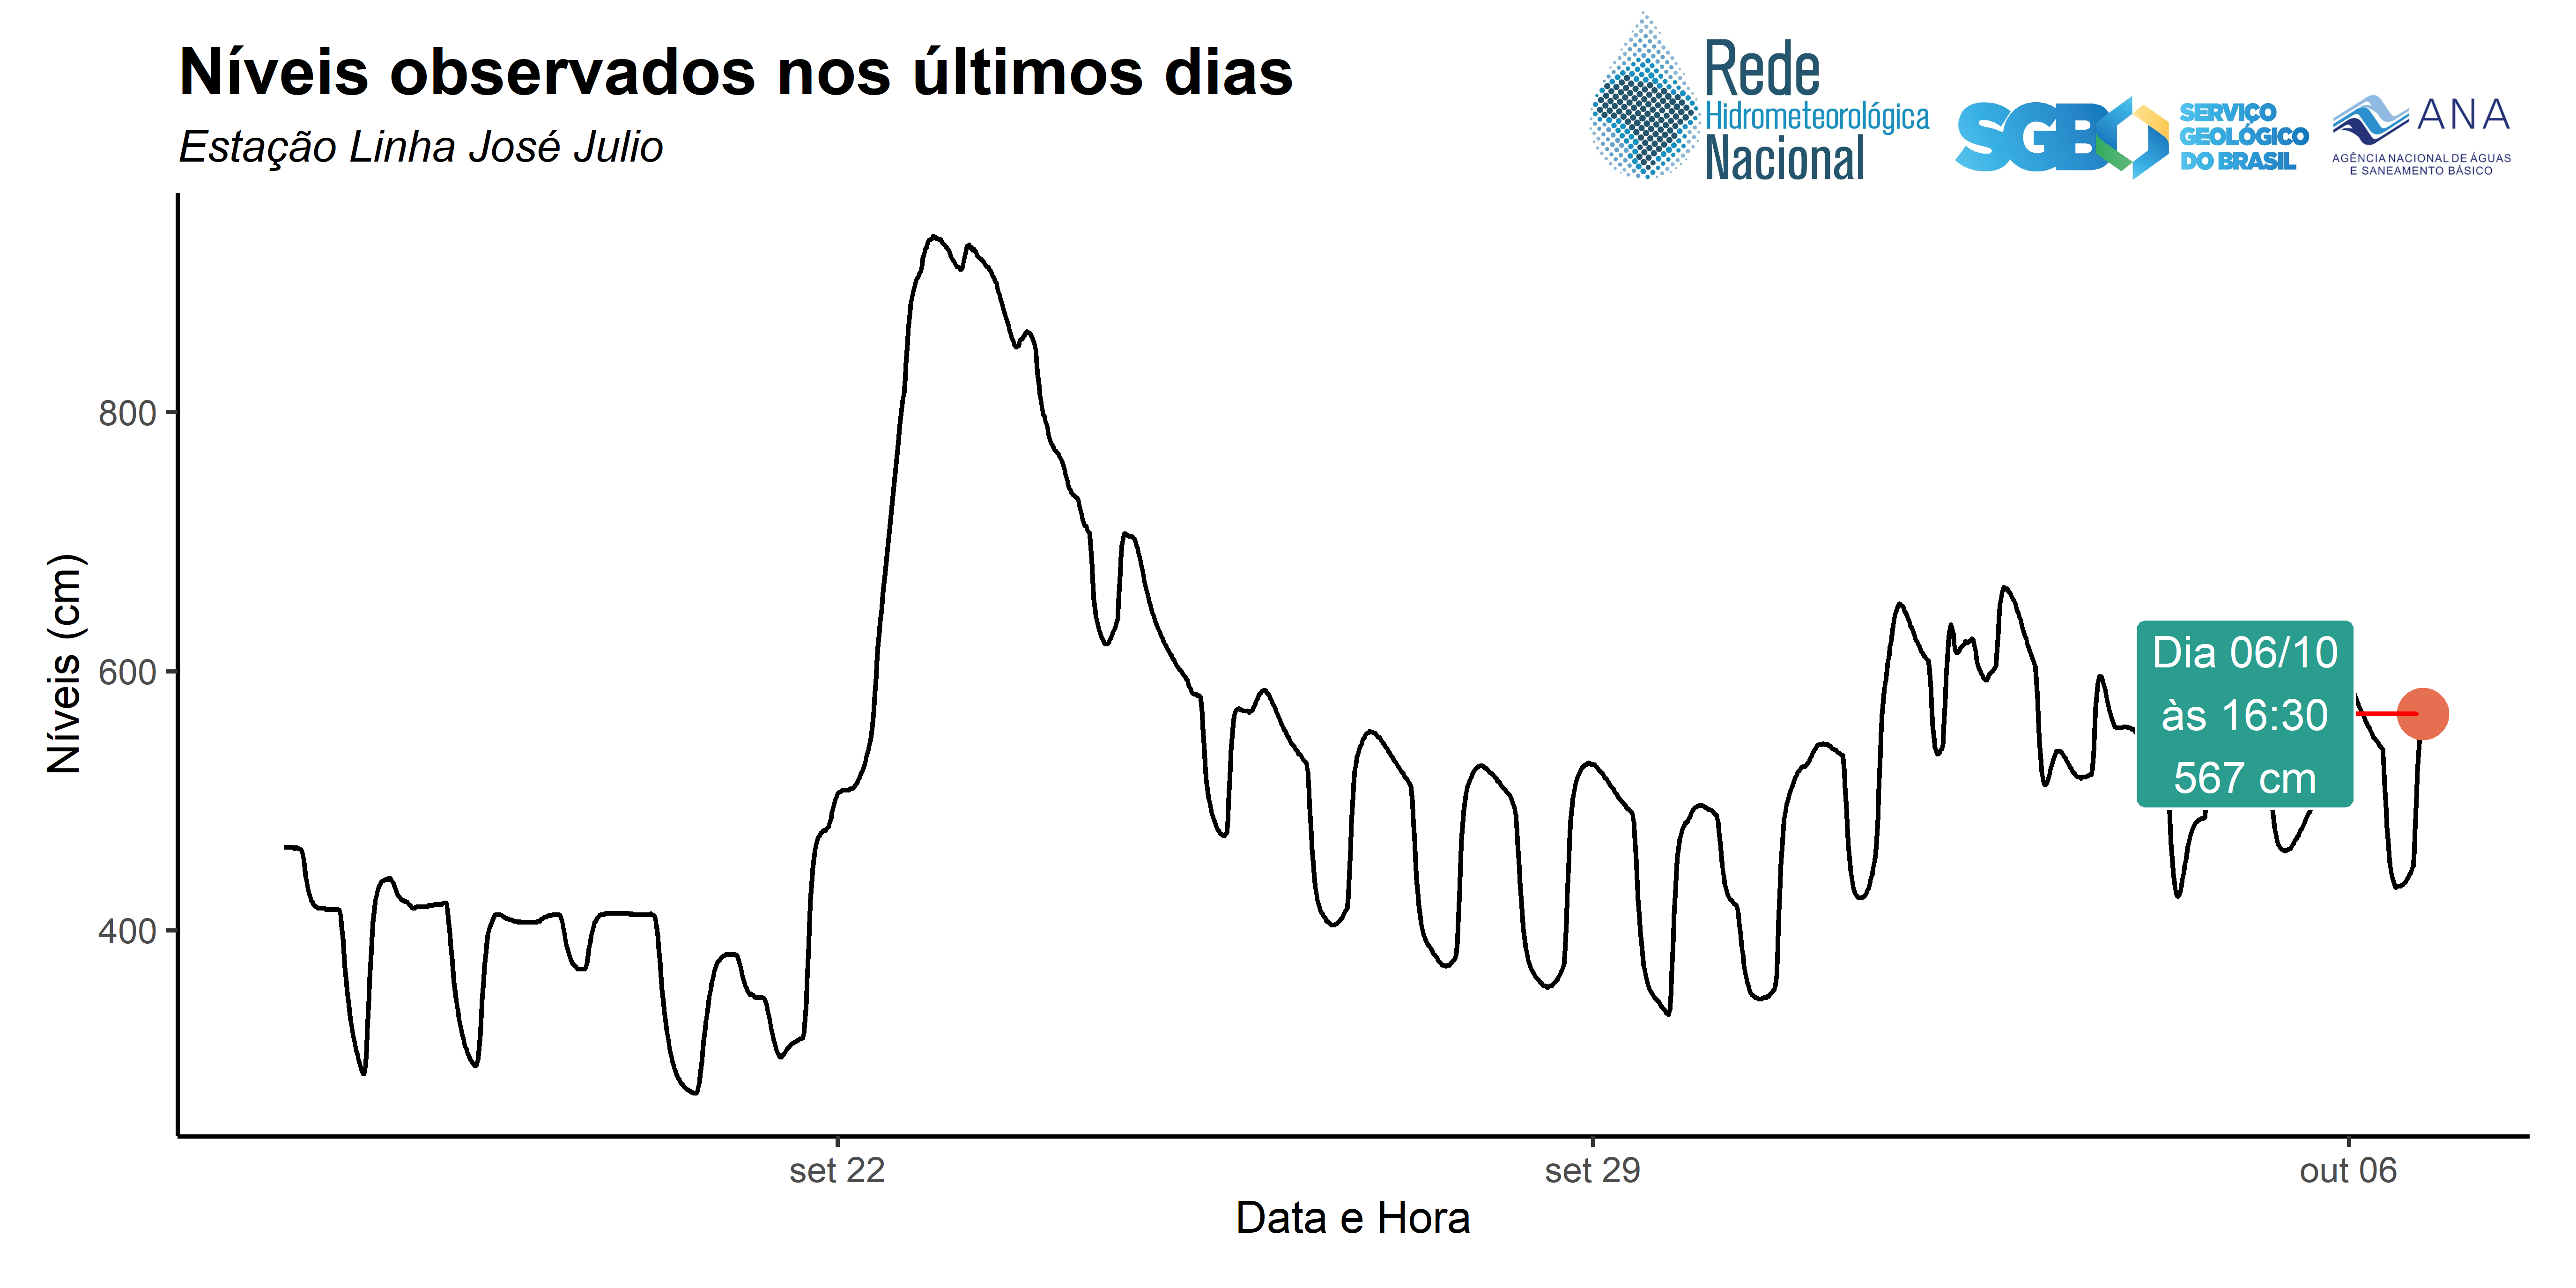 Níveis observados nos últimos dias
Estação Linha José Julio
Rede
Hidrometeorológica
Nacional
SGB
SERVIÇO
GEOLÓGICO
DO BRASIL
ANA
AGÊNCIA NACIONAL DE ÁGUAS
E SANEAMENTO BÁSICO
Níveis (cm)
800
600
400
Dia 06/10
às 16:30
567 cm
set 22
set 29
out 06
Data e Hora